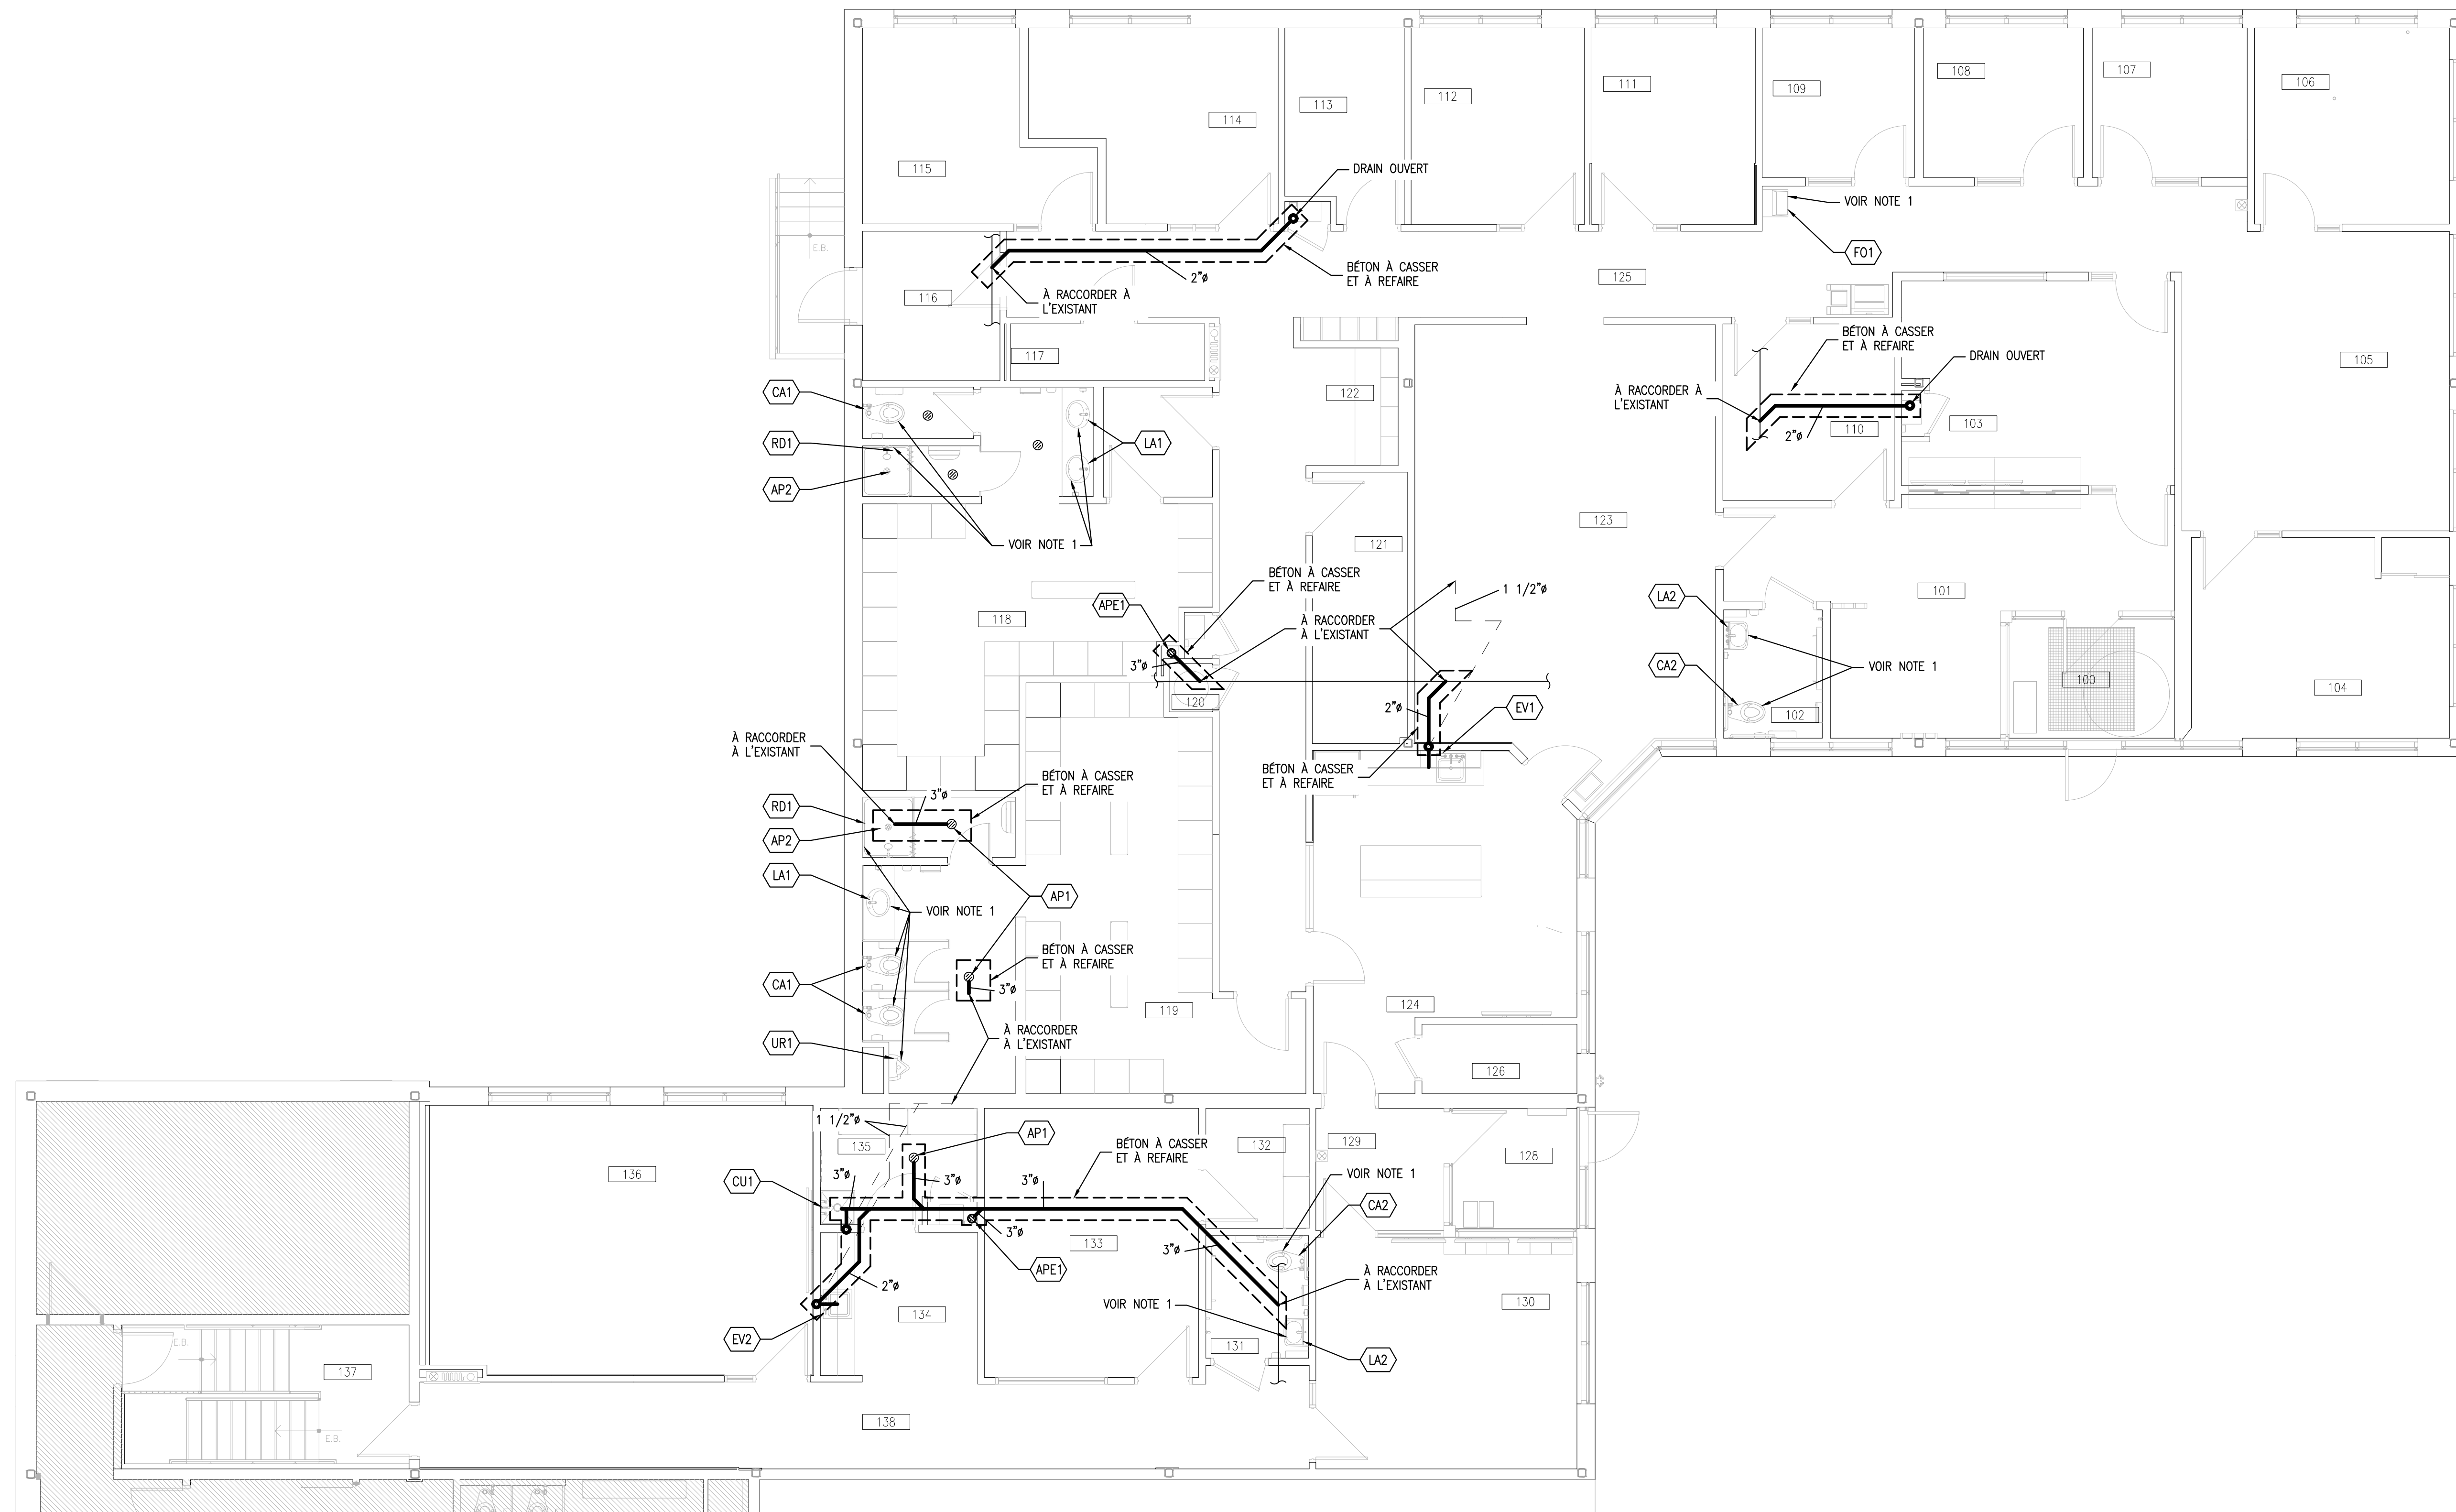 108
107
106
109
111
112
113
114
115
DRAIN OUVERT
VOIR NOTE 1
E.B.
FO1
BÉTON À CASSER
ET À REFAIRE
2"ø
125
À RACCORDER À
L'EXISTANT
116
BÉTON À CASSER
ET À REFAIRE
117
DRAIN OUVERT
105
CA1
122
À RACCORDER À
L'EXISTANT
103
110
2"ø
RD1
LA1
AP2
123
VOIR NOTE 1
121
BÉTON À CASSER
ET À REFAIRE
1 1/2"ø
101
LA2
APE1
118
À RACCORDER
À L'EXISTANT
3"ø
CA2
VOIR NOTE 1
100
104
120
2"ø
EV1
102
À RACCORDER
À L'EXISTANT
BÉTON À CASSER
ET À REFAIRE
BÉTON À CASSER
ET À REFAIRE
3"ø
RD1
AP2
LA1
AP1
VOIR NOTE 1
BÉTON À CASSER
ET À REFAIRE
CA1
3"ø
124
119
À RACCORDER
À L'EXISTANT
UR1
126
1 1/2"ø
AP1
135
BÉTON À CASSER
ET À REFAIRE
132
129
128
136
VOIR NOTE 1
CU1
3"ø
3"ø
3"ø
CA2
3"ø
133
3"ø
APE1
À RACCORDER
À L'EXISTANT
2"ø
VOIR NOTE 1
130
134
EV2
E.B.
131
LA2
137
138
E.B.